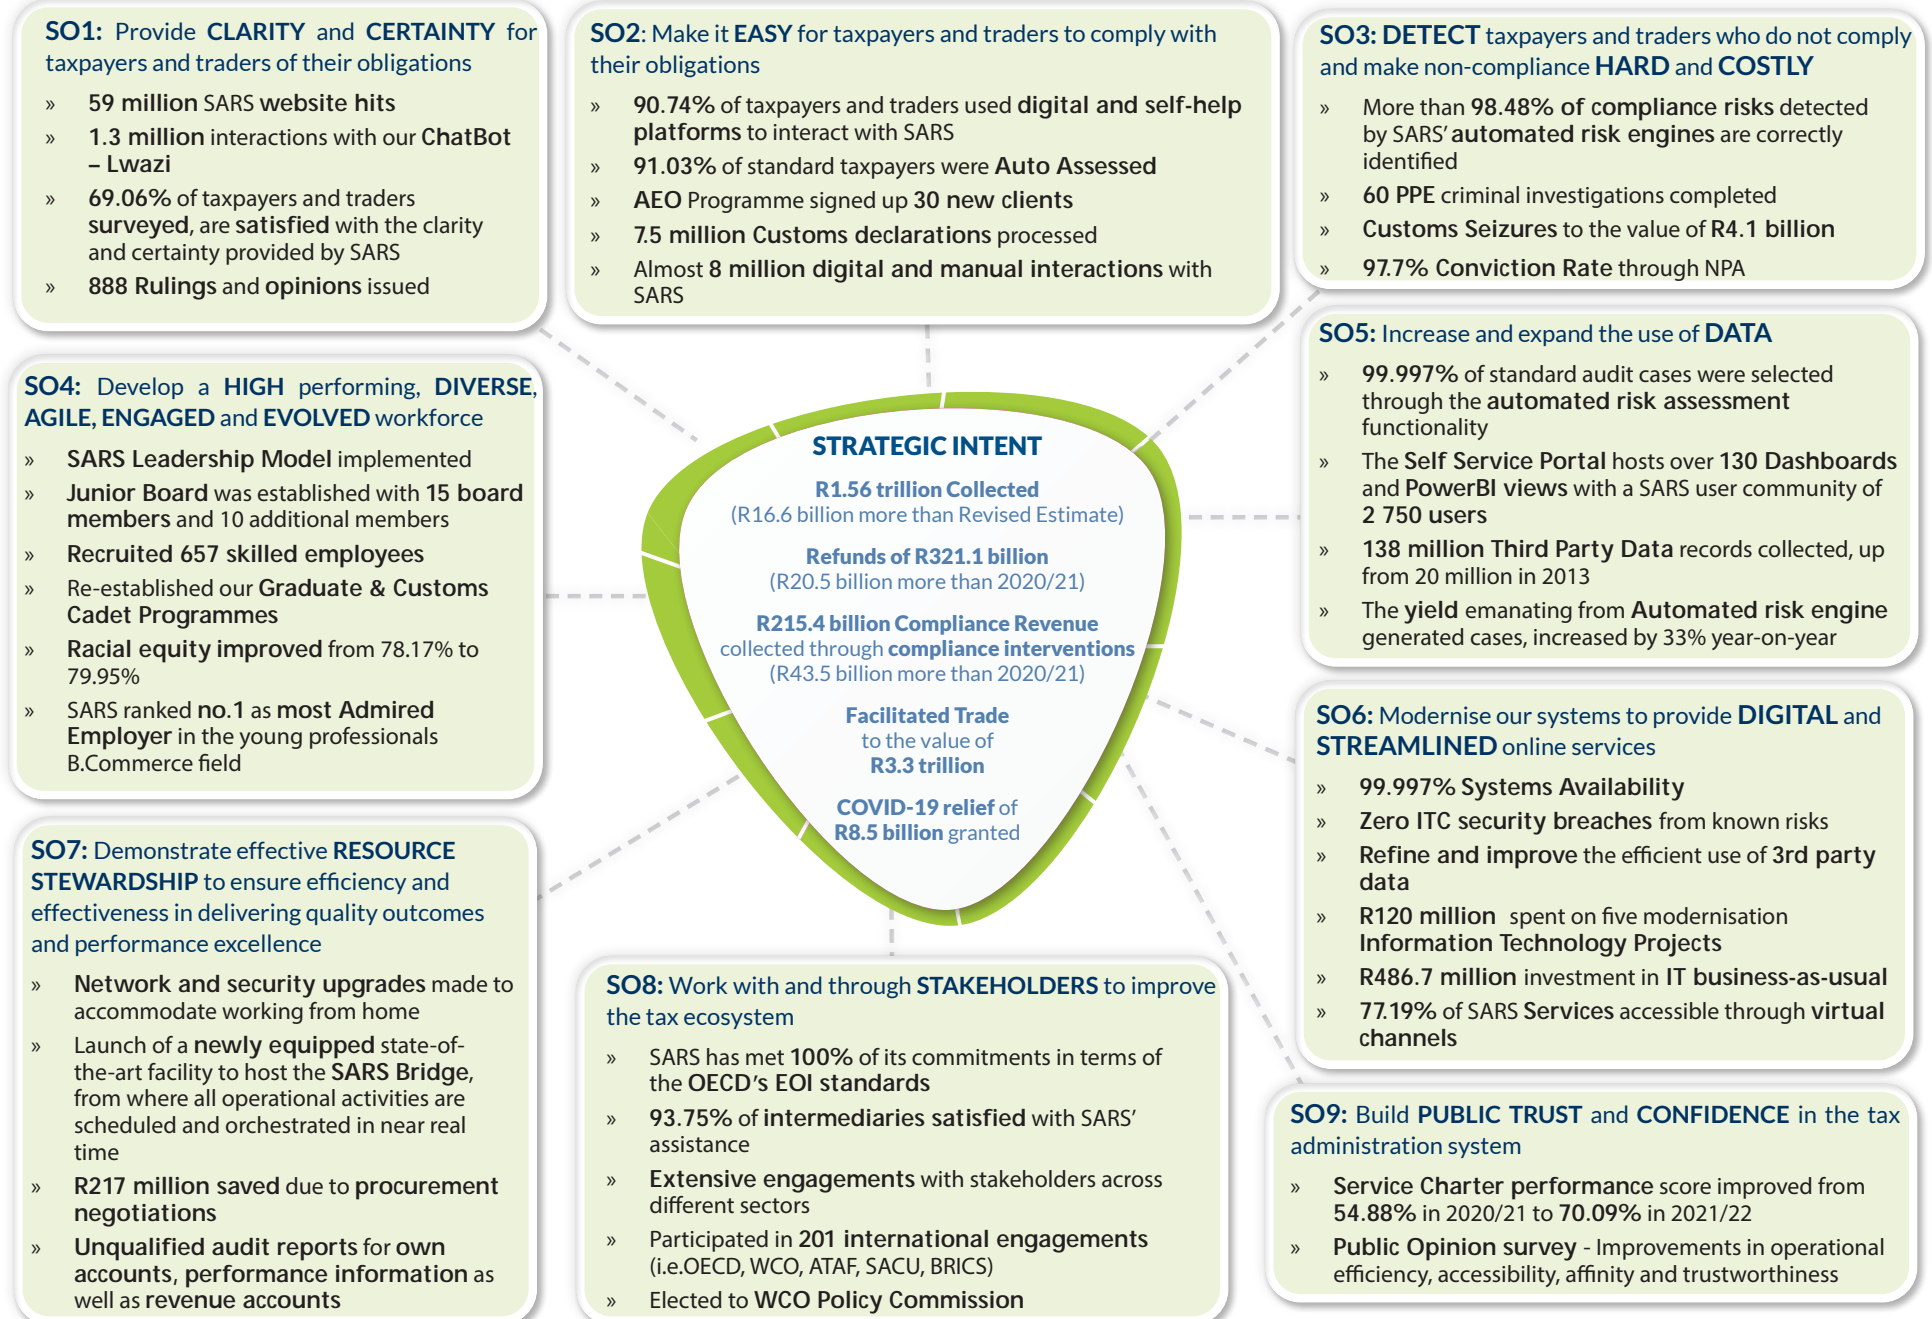 SO1: Provide CLARITY and CERTAINTY for
taxpayers and traders of their obligations
» 59 million SARS website hits
» 1.3 million interactions with our ChatBot
– Lwazi
» 69.06% of taxpayers and traders
surveyed, are satisfied with the clarity
and certainty provided by SARS
» 888 Rulings and opinions issued
SO2: Make it EASY for taxpayers and traders to comply with
their obligations
» 90.74% of taxpayers and traders used digital and self-help
platforms to interact with SARS
» 91.03% of standard taxpayers were Auto Assessed
» AEO Programme signed up 30 new clients
» 7.5 million Customs declarations processed
» Almost 8 million digital and manual interactions with
SARS
SO3: DETECT taxpayers and traders who do not comply
and make non-compliance HARD and COSTLY
» More than 98.48% of compliance risks detected
by SARS’ automated risk engines are correctly
identified
» 60 PPE criminal investigations completed
» Customs Seizures to the value of R4.1 billion
» 97.7% Conviction Rate through NPA
SO4: Develop a HIGH performing, DIVERSE,
AGILE, ENGAGED and EVOLVED workforce
» SARS Leadership Model implemented
» Junior Board was established with 15 board
members and 10 additional members
» Recruited 657 skilled employees
» Re-established our Graduate & Customs
Cadet Programmes
» Racial equity improved from 78.17% to
79.95%
» SARS ranked no.1 as most Admired
Employer in the young professionals
B.Commerce field
STRATEGIC INTENT
R1.56 trillion Collected
(R16.6 billion more than Revised Estimate)
Refunds of R321.1 billion
(R20.5 billion more than 2020/21)
R215.4 billion Compliance Revenue
collected through compliance interventions
(R43.5 billion more than 2020/21)
Facilitated Trade
to the value of
R3.3 trillion
COVID-19 relief of
R8.5 billion granted
SO5: Increase and expand the use of DATA
» 99.997% of standard audit cases were selected
through the automated risk assessment
functionality
» The Self Service Portal hosts over 130 Dashboards
and PowerBI views with a SARS user community of
2 750 users
» 138 million Third Party Data records collected, up
from 20 million in 2013
» The yield emanating from Automated risk engine
generated cases, increased by 33% year-on-year
SO6: Modernise our systems to provide DIGITAL and
STREAMLINED online services
» 99.997% Systems Availability
» Zero ITC security breaches from known risks
» Refine and improve the efficient use of 3rd party
data
» R120 million spent on five modernisation
Information Technology Projects
» R486.7 million investment in IT business-as-usual
» 77.19% of SARS Services accessible through virtual
channels
SO7: Demonstrate effective RESOURCE
STEWARDSHIP to ensure efficiency and
effectiveness in delivering quality outcomes
and performance excellence
» Network and security upgrades made to
accommodate working from home
» Launch of a newly equipped state-of-
the-art facility to host the SARS Bridge,
from where all operational activities are
scheduled and orchestrated in near real
time
» R217 million saved due to procurement
negotiations
» Unqualified audit reports for own
accounts, performance information as
well as revenue accounts
SO8: Work with and through STAKEHOLDERS to improve
the tax ecosystem
» SARS has met 100% of its commitments in terms of
the OECD’s EOI standards
» 93.75% of intermediaries satisfied with SARS’
assistance
» Extensive engagements with stakeholders across
different sectors
» Participated in 201 international engagements
(i.e.OECD, WCO, ATAF, SACU, BRICS)
» Elected to WCO Policy Commission
SO9: Build PUBLIC TRUST and CONFIDENCE in the tax
administration system
» Service Charter performance score improved from
54.88% in 2020/21 to 70.09% in 2021/22
» Public Opinion survey - Improvements in operational
efficiency, accessibility, affinity and trustworthiness